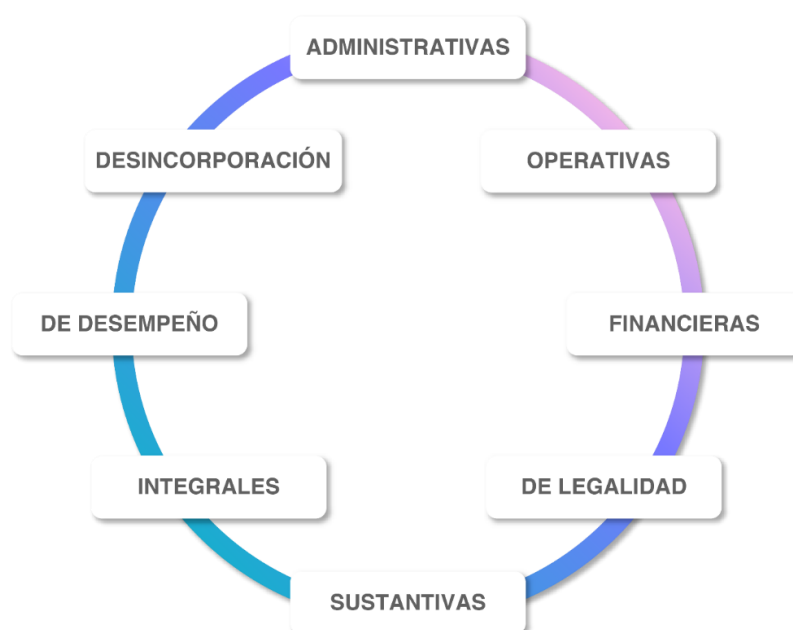 ADMINISTRATIVAS
OPERATIVAS
FINANCIERAS
DE LEGALIDAD
SUSTANTIVAS
INTEGRALES
DE DESEMPEÑO
DESINCORPORACIÓN